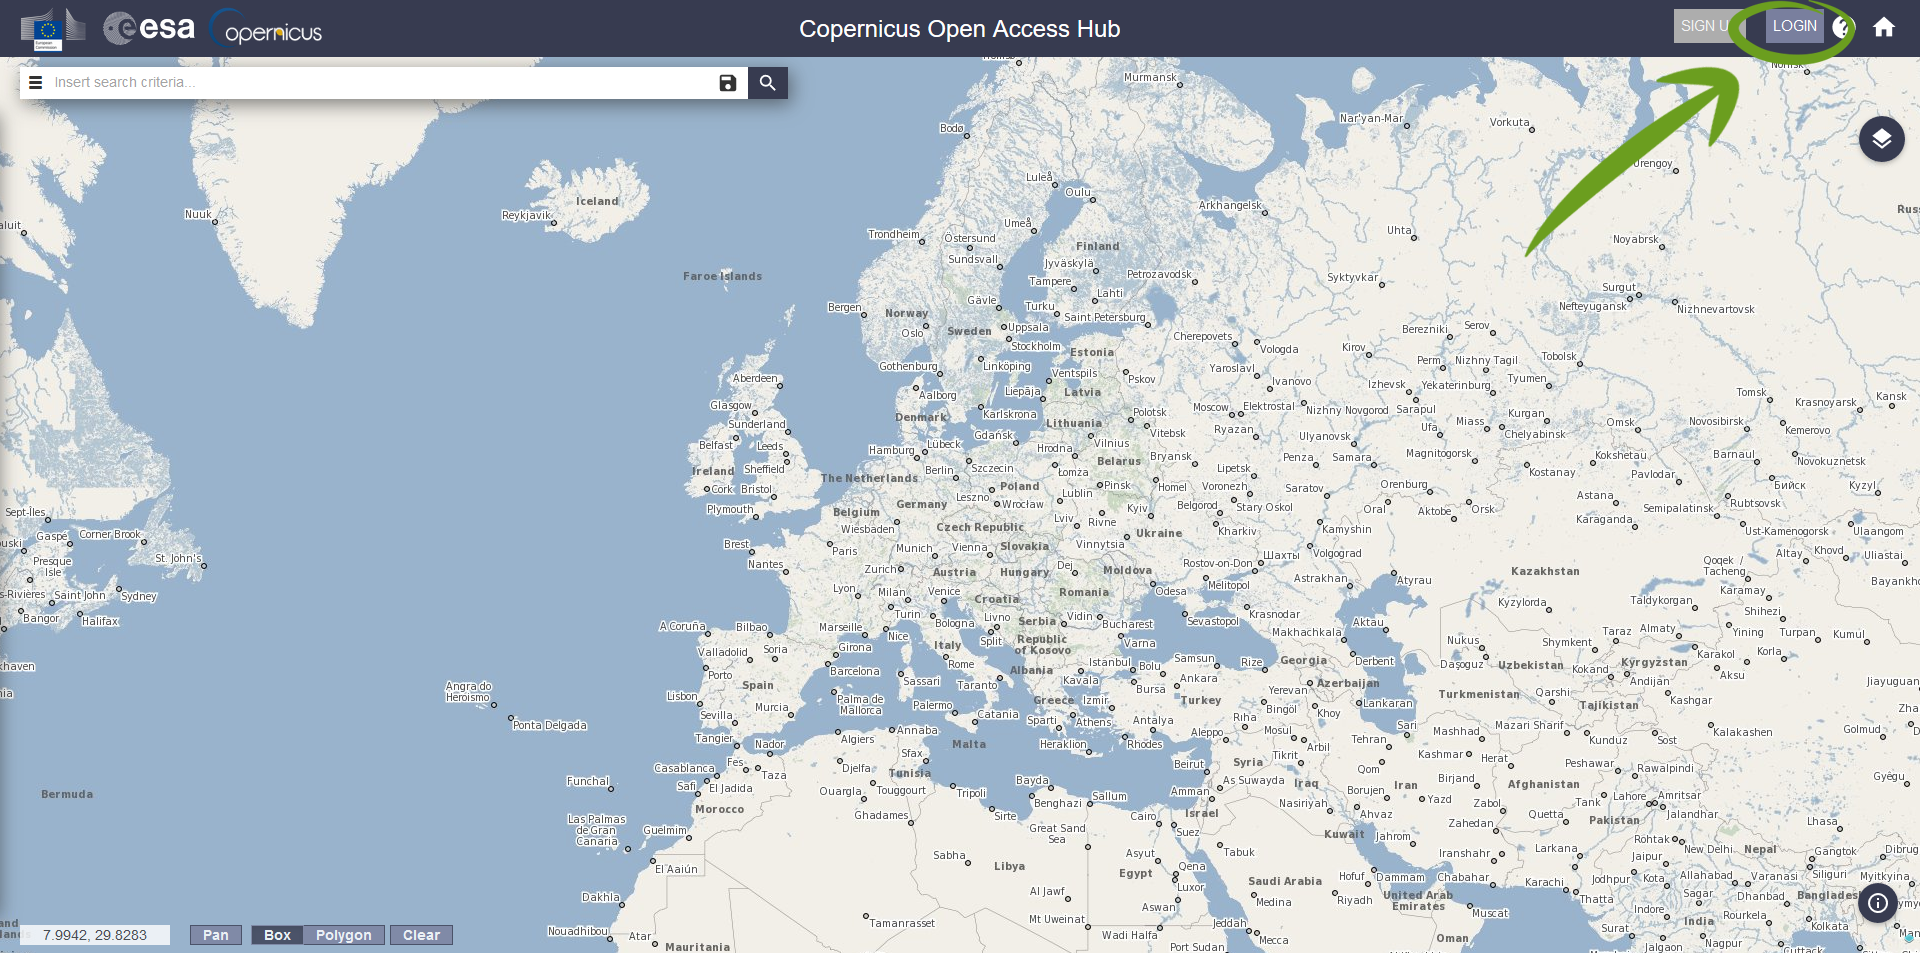 European Commission
esa
opernicus
Copernicus Open Access Hub
SIGN U
LOGIN
Insert search criteria...
Murmansk
Nar'yan-Mar
Vorkuta
Bodø
Urengoy
Luleå
Oulu
Iceland
Nuuk
Reykjavik
Arkhangelsk
Umeå
Trondheim
Östersund
Finland
Uhta
Noyabrsk
Sundsvall
Jyväskylä
Petrozavodsk
Faroe Islands
Tampere
Syktyvkar
Lahti
Surgut
Gävle
Turku
Nefteyugansk
Nizhnevartovsk
Bergen
Norway
Saint Petersburg
Oslo
Sweden
Uppsala
Berezniki
Serov
Stockholm
Cherepovets
Estonia
Vologda
Kirov
Gothenburg
Linköping
Ventspils
Yaroslavl
Perm
Nizhny Tagil
Tobolsk
Aberdeen
Pskov
Ivanovo
Izhevsk
Yekaterinburg
Tyumen
Aalborg
Liepāja
Latvia
Tomsk
Glasgow
Denmark
Karlskrona
Polotsk
Moscow
Elektrostal
Nizhny Novgorod
Sarapul
Kurgan
Krasnoyarsk
Kansk
Sunderland
Lithuania
Vitebsk
Ryazan
Ufa
Miass
Chelyabinsk
Omsk
Novosibirsk
Kemerovo
Belfast
Leeds
Hamburg
Lübeck
Gdańsk
Hrodna
Vilnius
Ulyanovsk
Ireland
Sheffield
The Netherlands
Berlin
Szczecin
Łomza
Belarus
Bryansk
Lipetsk
Penza
Samara
Magnitogorsk
Kostanay
Kokshetau
Pavlodar
Barnaul
Novokuznetsk
Cork
Bristol
Germany
Leszno
Poland
Lublin
Pinsk
Homel
Voronezh
Saratov
Orenburg
Astana
Бийск
Kyzyl
Plymouth
Belgium
Wrocław
Kyiv
Belgorod
Stary Oskol
Oral
Aktobe
Orsk
Semipalatinsk
Rubtsovsk
Sept-Îles
Wiesbaden
Czech Republic
Lviv
Rivne
Kharkiv
Kamyshin
Karaganda
Ust-Kamenogorsk
Ulaangom
Gaspé
Corner Brook
Brest
Paris
Munich
Vienna
Slovakia
Vinnytsia
Ukraine
Шахты
Volgograd
Altay
Khovd
Uliastai
Presque
Isle
St. John's
Nantes
Zurich
Austria
Hungary
Dej
Moldova
Rostov-on-Don
Astrakhan
Atyrau
Kazakhstan
Qoqek /
Tacheng
Bayankho
s-Rivières
Saint John
Sydney
Lyon
Milan
Venice
Croatia
Romania
Odesa
Melitopol
Kyzylorda
Taldykorgan
Karamay
Bangor
Halifax
Turin
Bologna
Livno
Serbia
Vidin
Bucharest
Sevastopol
Krasnodar
Aktau
Shihezi
A Coruña
Bilbao
Marseille
Nice
Split
Republic
of Kosovo
Varna
Makhachkala
Nukus
Shymkent
Taraz
Almaty
Yining
Turpan
Kumul
Valladolid
Soria
Girona
Italy
Rome
Albania
Istanbul
Bolu
Samsun
Rize
Georgia
Derbent
Daşoguz
Uzbekistan
Kokand
Kyrgyzstan
Karakol
Korla
khaven
Porto
Barcelona
Sassari
Taranto
Kavala
Bursa
Ankara
Azerbaijan
Andijan
Aksu
Jiayuguan
Angra do
Heroísmo
Spain
Lisbon
Palma de
Mallorca
Palermo
Catania
Greece
Izmir
Turkey
Yerevan
Lankaran
Turkmenistan
Qarshi
Tajikistan
Kashgar
Ponta Delgada
Sevilla
Murcia
Sparti
Athens
Antalya
Riha
Bingöl
Khoy
Sari
Mashhad
Mazari Sharif
Kalakashen
Golmud
Tangier
Algiers
Annaba
Malta
Heraklion
Rhodes
Aleppo
Mosul
Arbil
Tehran
Kunduz
Sost
Nador
Sfax
Casablanca
Fes
Djelfa
Tunisia
Beirut
Syria
Tikrit
Qom
Kashmar
Herat
Peshawar
Rawalpindi
Gyêgu
Funchal
Safi
El Jadida
Taza
Ouargla
Touggourt
Tripoli
Bayda
Sallum
Amman
As Suwayda
Iraq
Borujen
Iran
Birjand
Afghanistan
Bermuda
Morocco
Benghazi
Nasiriyah
Yazd
Zabol
Tank
Lahore
Amritsar
Las Palmas
de Gran
Canaria
Guelmim
Ghadames
Sirte
Great Sand
Sea
Cairo
Israel
Suez
Kuwait
Ahvaz
Jahrom
Zahedan
Quetta
Pakistan
Jalandhar
Lhasa
El Aaiún
Sabha
Libya
Asyut
Egypt
Qena
Tabuk
Iranshahr
Larkana
Rohtak
Jaipur
New Delhi
Nepal
Gangtok
Dibrug
Dakhla
Al Jawf
Luxor
Saudi Arabia
Hofuf
Dammam
Chabahar
Karachi
Jodhpur
Kota
Allahabad
Varanasi
Siliguri
Myitkyina
Tamanrasset
Mt Uweinat
Aswan
Medina
Riyadh
United Arab
Emirates
Muscat
Thatta
Sagar
Indore
Dhanbad
Bangladesh
Nouadhibou
Atar
Wadi Halfa
Jeddah
Mecca
Oman
Surat
India
Rourkela
Kolkata
Mauritania
Port Sudan
Jalgaon
Nagpur
Cuttack
7.9942, 29.8283
Pan
Box
Polygon
Clear